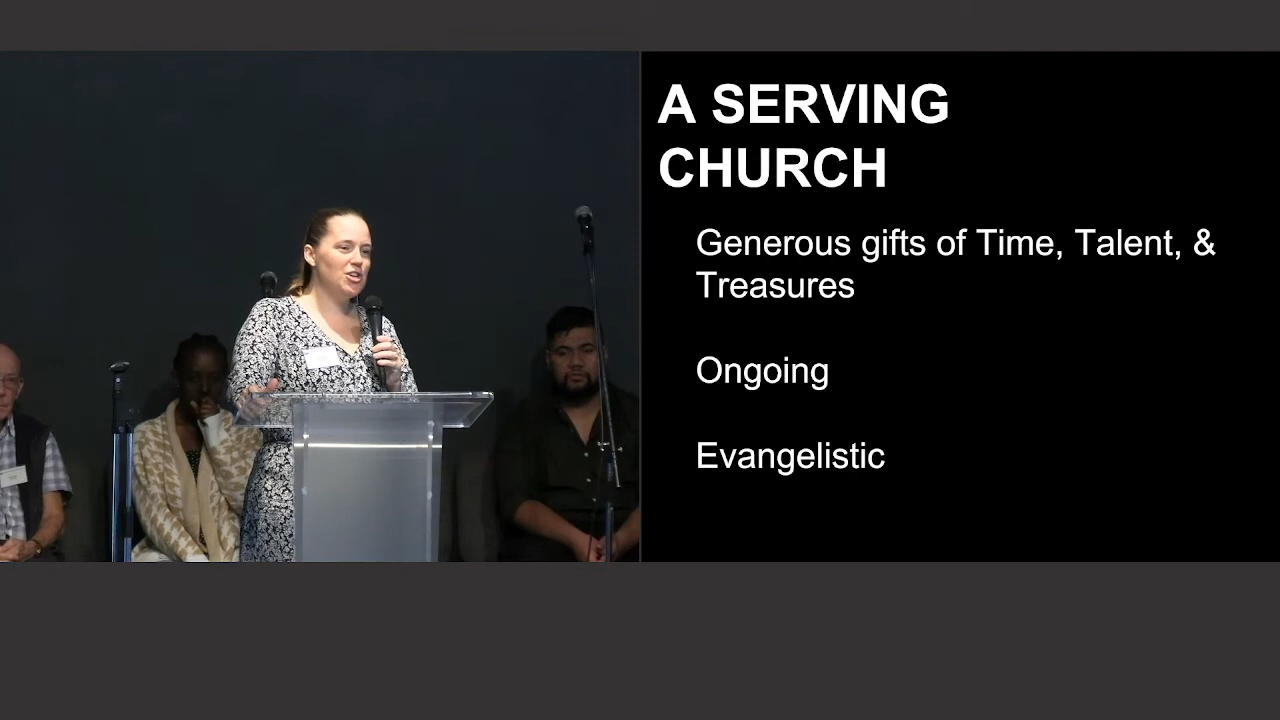 A SERVING
CHURCH
Generous gifts of Time, Talent, &
Treasures
Ongoing
Evangelistic